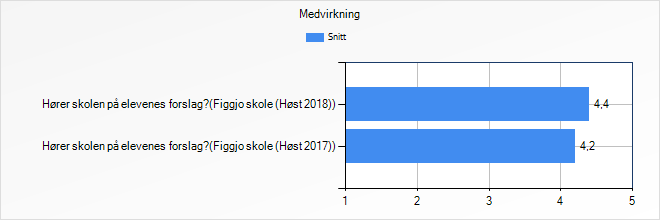 Medvirkning
Snitt
Hører skolen på elevenes forslag?(Figgjo skole (Høst 2018))
4,4
Hører skolen på elevenes forslag?(Figgjo skole (Høst 2017))
4,2
1 2 3 4 5